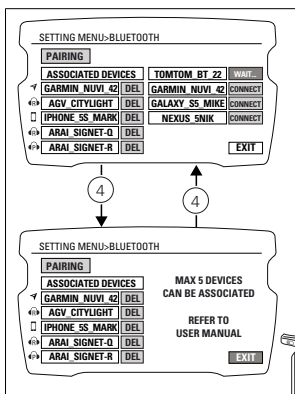 SETTING MENU>BLUETOOTH
PAIRING
ASSOCIATED DEVICES TOMTOM_BT_22 WAIT...
GARMIN_NUVI_42 DEL GARMIN_NUVI_42 CONNECT
R AGV_CITYLIGHT DEL GALAXY_S5_MIKE CONNECT
IPHONE_5S_MARK DEL NEXUS_5NIK CONNECT
R ARAI_SIGNET-Q DEL
P ARAI_SIGNET-R DEL EXIT
4 4
SETTING MENU>BLUETOOTH
PAIRING
ASSOCIATED DEVICES MAX 5 DEVICES
GARMIN_NUVI_42 DEL CAN BE ASSOCIATED
R AGV_CITYLIGHT DEL
IPHONE_5S_MARK DEL REFER TO
R ARAI_SIGNET-Q DEL USER MANUAL
P ARAI_SIGNET-R DEL EXIT